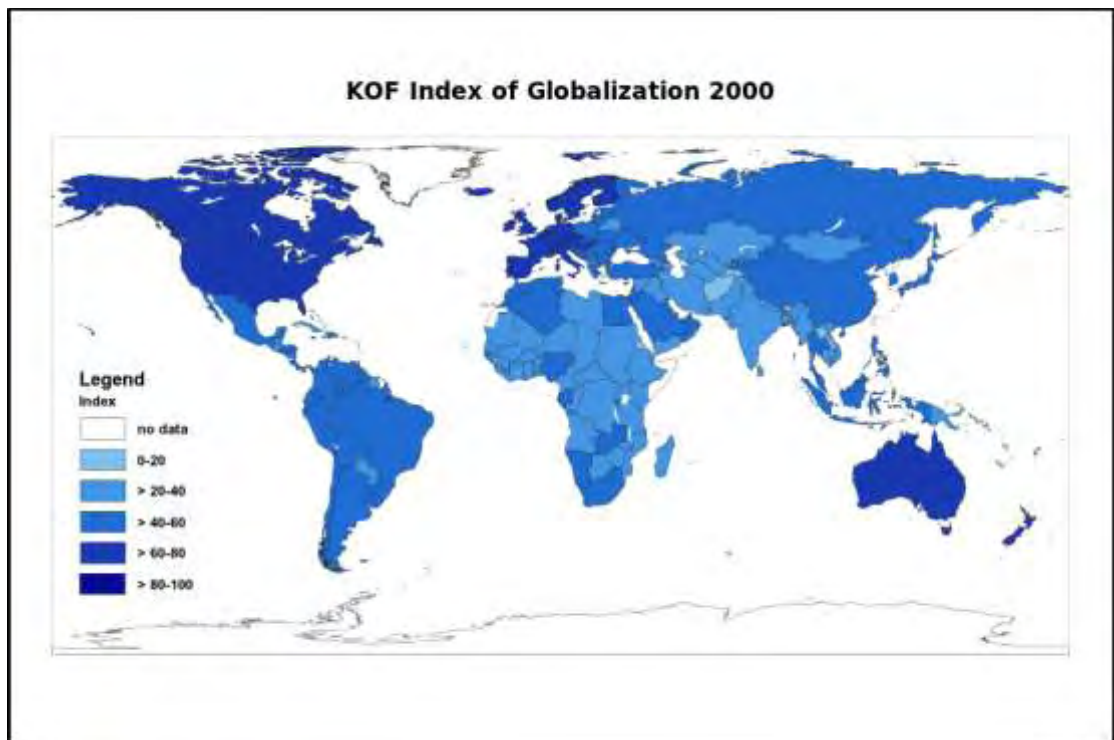 KOF Index of Globalization 2000
Legend
Index
no data
0-20
> 20-40
> 40-60
> 60-80
> 80-100